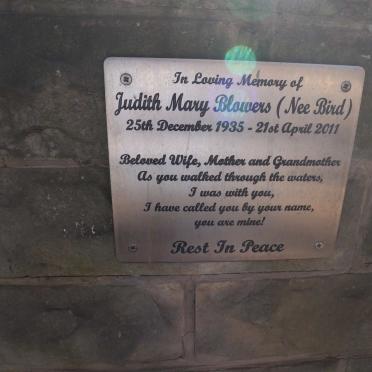 In Loving Memory of
Judith Mary Blowers (Nee Bird)
25th December 1935 - 21st April 2011
Beloved Wife, Mother and Grandmother
As you walked through the waters,
I was with you,
I have called you by your name,
you are mine!
Rest In Peace